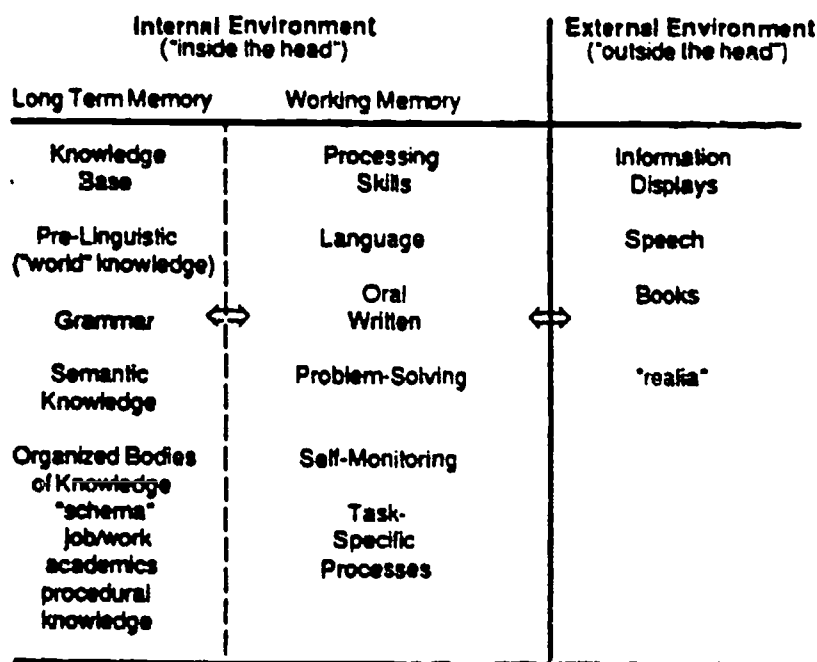 Internal Environment
("inside the head")
External Environment
("outside the head")
Long Term Memory
Working Memory
Knowledge
Base
Pre-Linguistic
("world" knowledge)
Grammar
Semantic
Knowledge
Organized Bodies
of Knowledge
"schema"
job/work
academics
procedural
knowledge
Processing
Skills
Language
Oral
Written
Problem-Solving
Self-Monitoring
Task-
Specific
Processes
Information
Displays
Speech
Books
"realia"